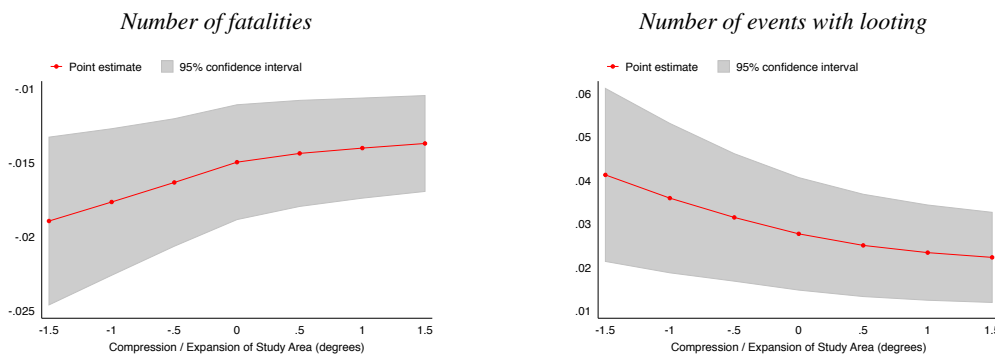 Number of fatalities
Point estimate 95% confidence interval
-.01
-.015
-.02
-.025
-1.5 -1 -.5 0 .5 1 1.5
Compression / Expansion of Study Area (degrees)
Number of events with looting
Point estimate 95% confidence interval
.06
.05
.04
.03
.02
.01
-1.5 -1 -.5 0 .5 1 1.5
Compression / Expansion of Study Area (degrees)